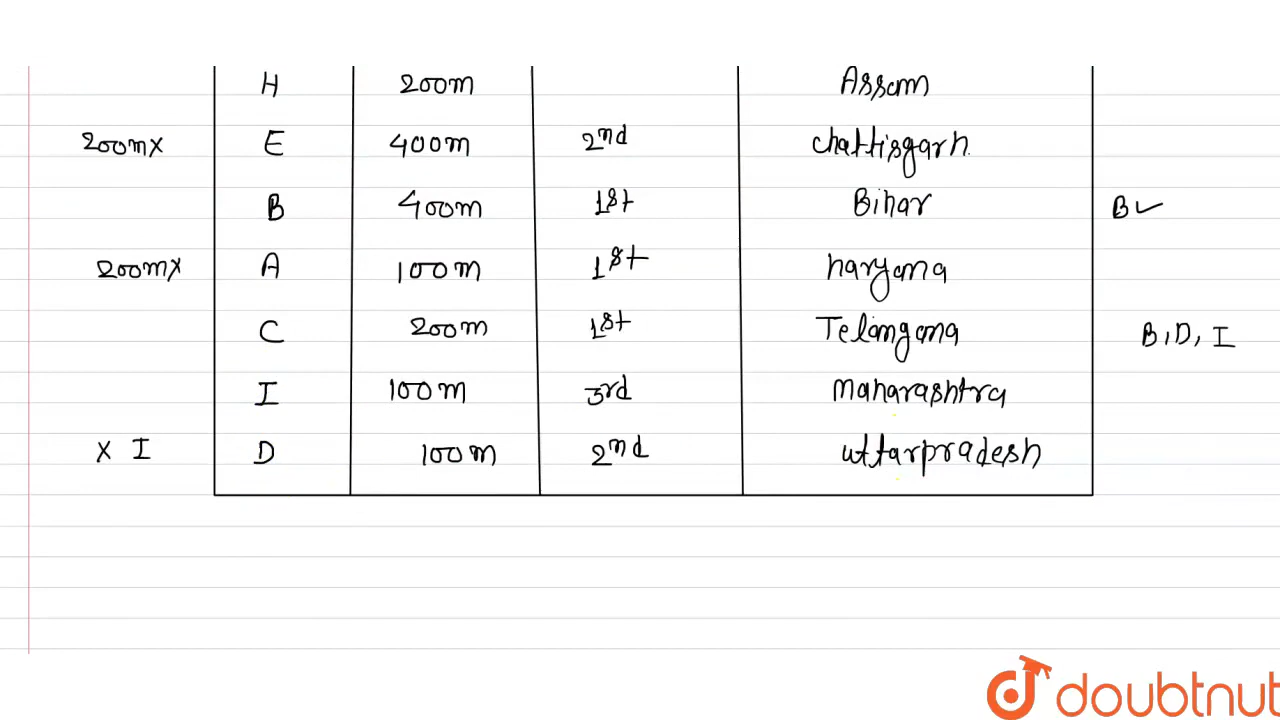 H 200m Assam
200mx E 400m 2nd chattisgarh
B 400m 1st Bihar B✓
200mx A 100m 1st haryana
C 200m 1st Telangana B,D, I
I 100m 3rd maharashtra
x I D 100m 2nd uttarpradesh
doubtnut